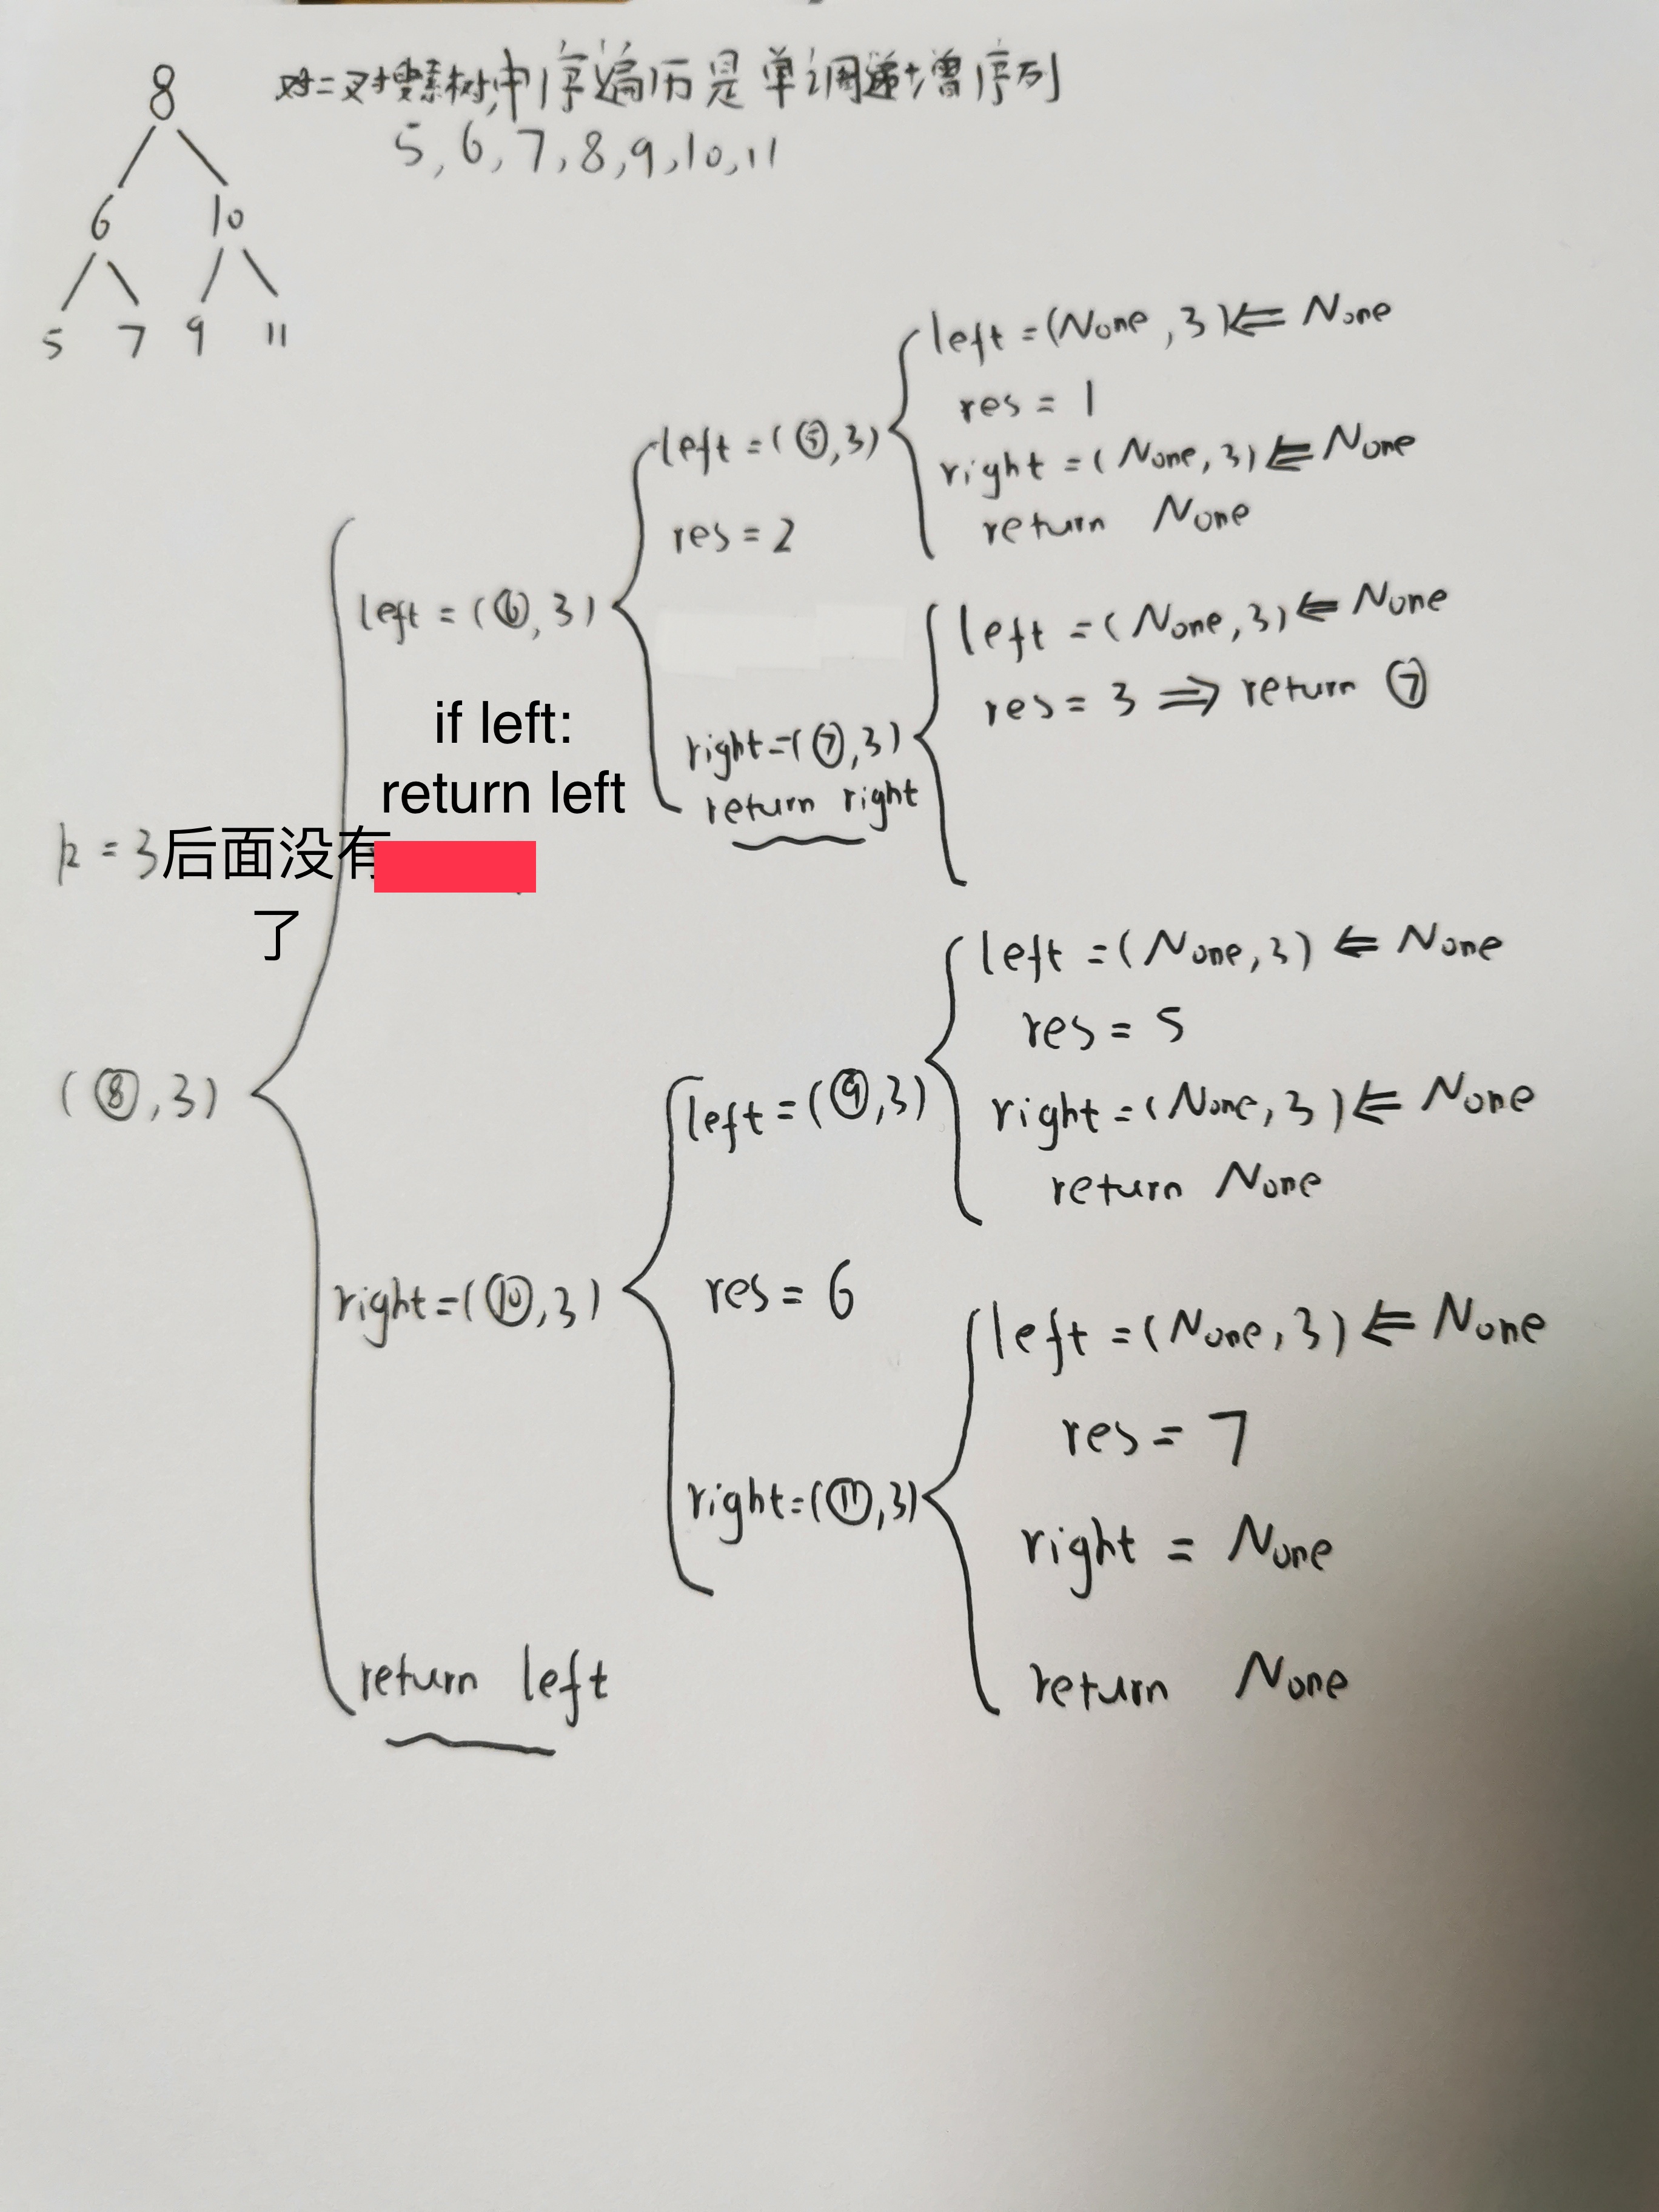 8
对二叉搜索树,中序遍历是单调递增序列
5, 6, 7, 8, 9, 10, 11
6 10
5 7 9 11
left = (None, 3) ⇐ None
res = 1
left = (⑤, 3)
right = (None, 3) ⇐ None
return None
res = 2
left = (⑥, 3)
left = (None, 3) ⇐ None
res = 3 ⇒ return ⑦
right = (⑦, 3)
return right
if left:
return left
k = 3
后面没有
了
left = (None, 3) ⇐ None
res = 5
(⑧, 3)
left = (⑨, 3)
right = (None, 3) ⇐ None
return None
right = (⑩, 3)
res = 6
left = (None, 3) ⇐ None
res = 7
right = (⑪, 3)
right = None
return left
return None